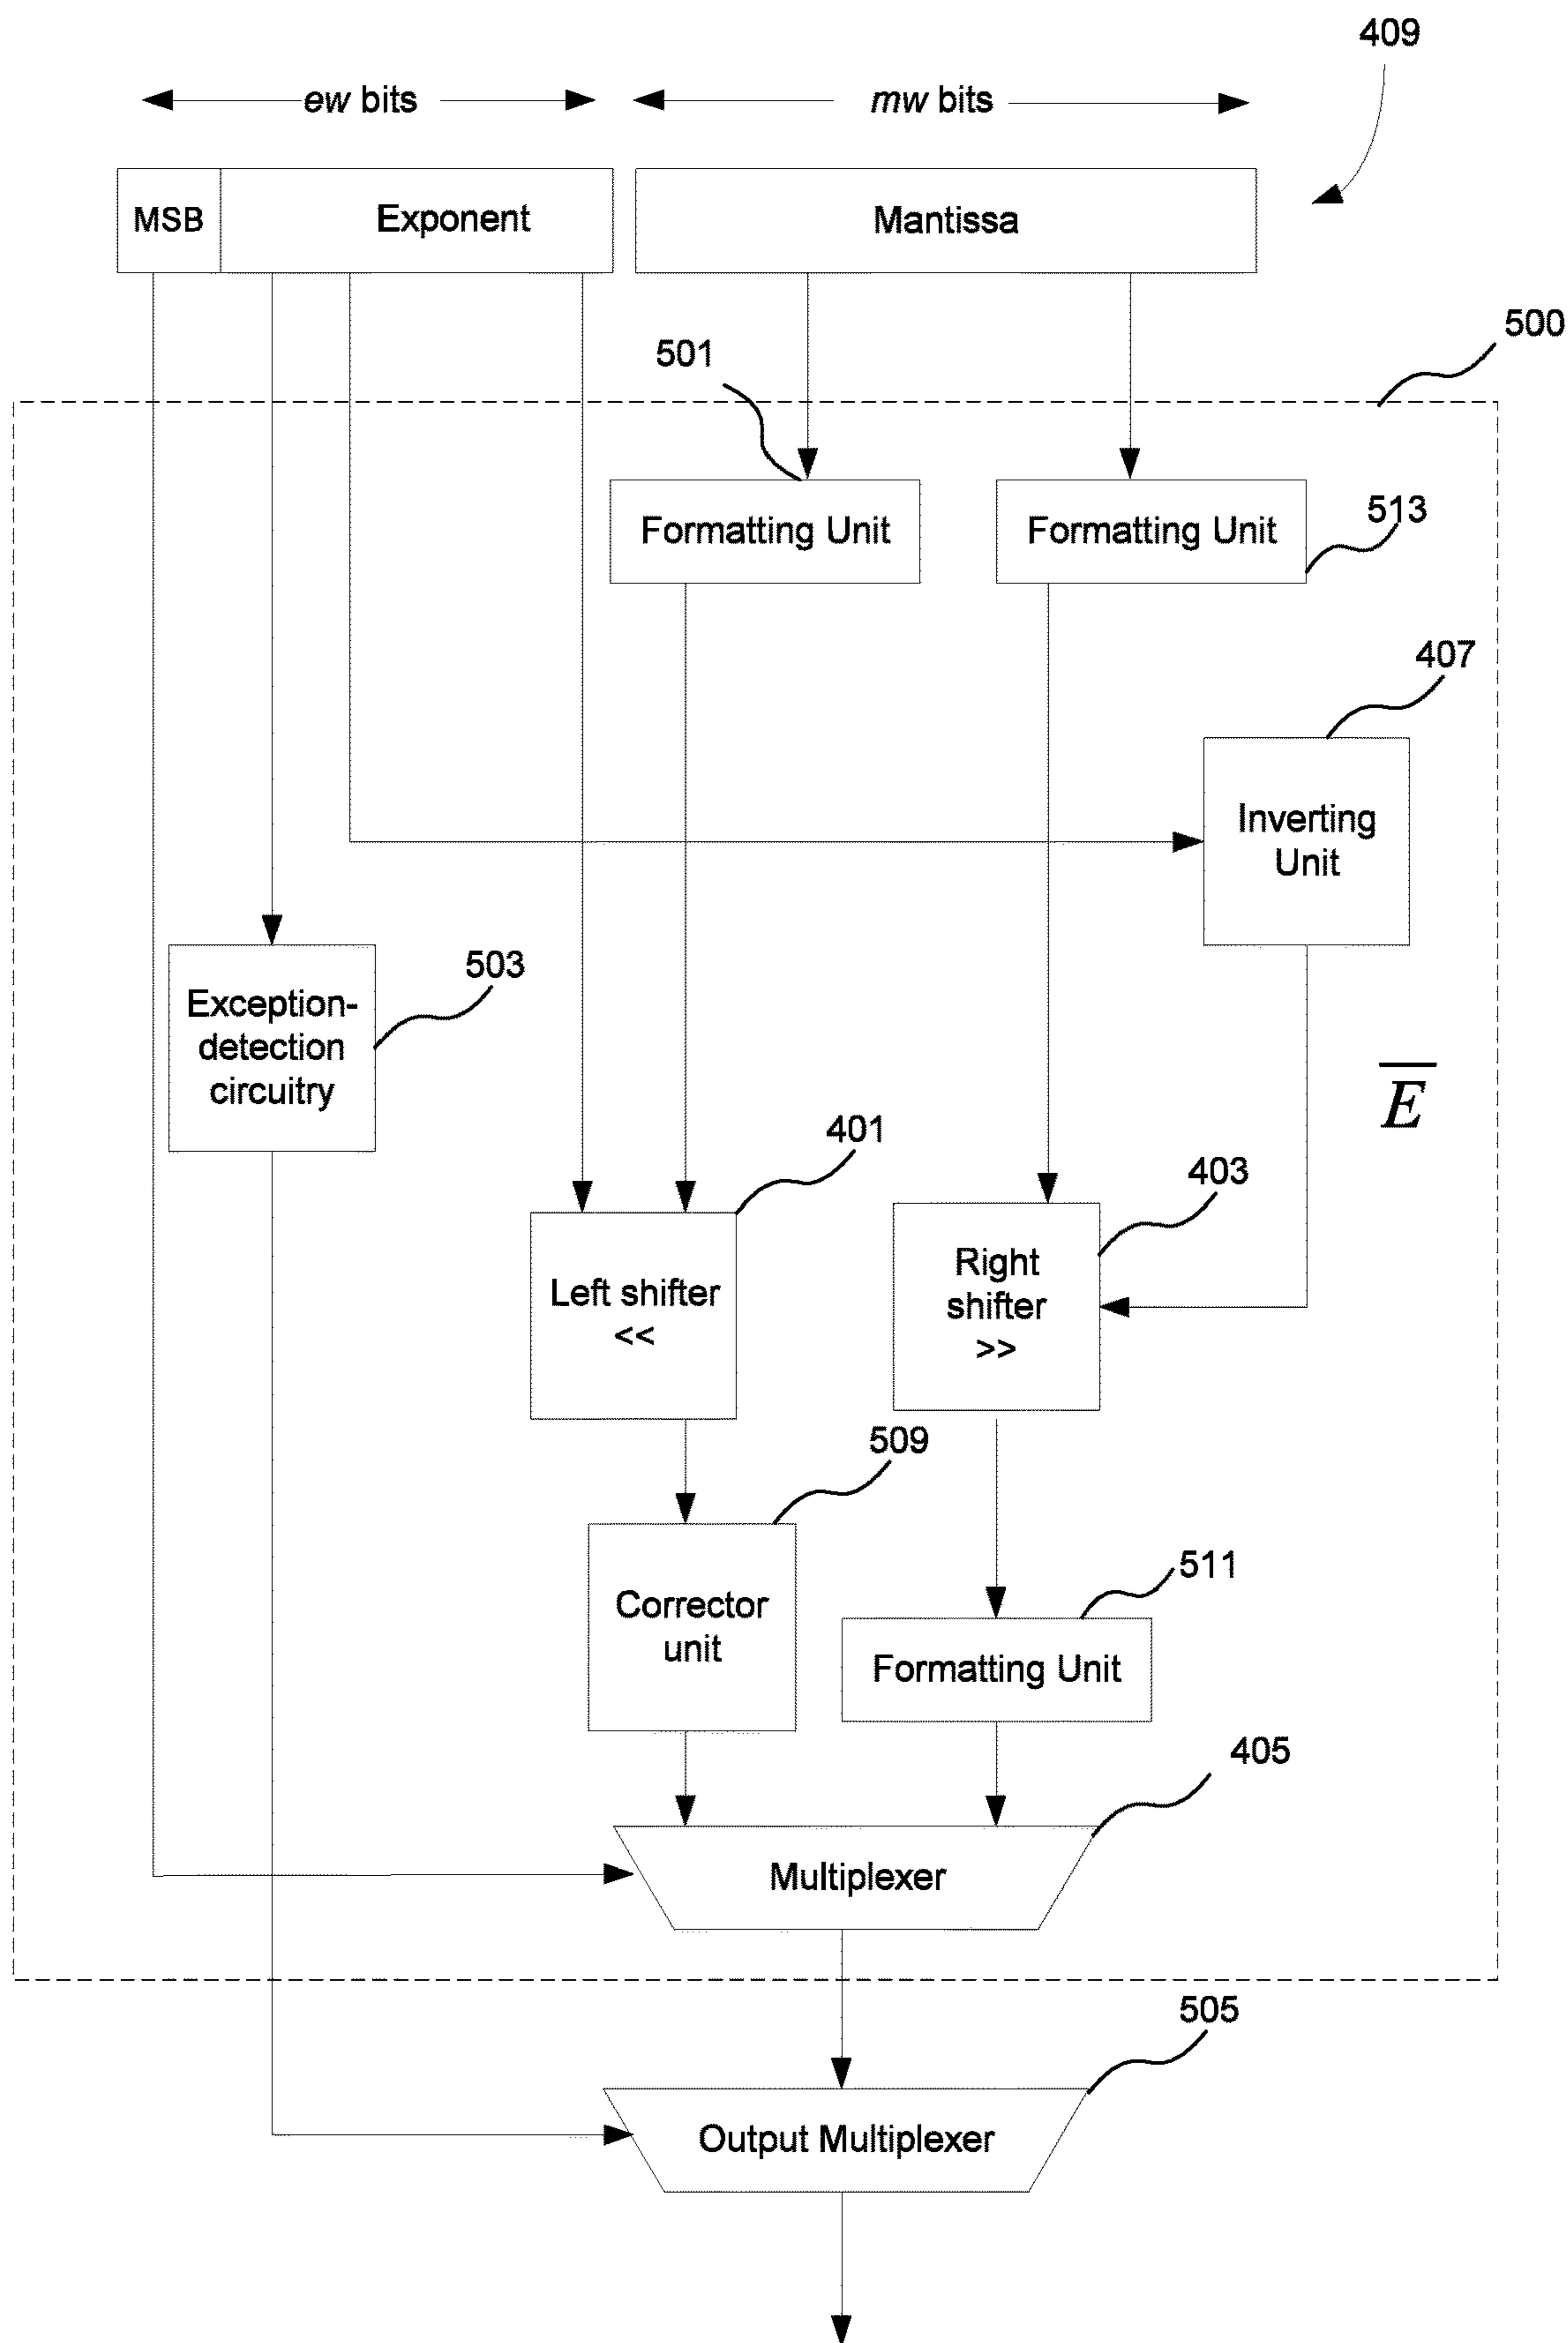 409
ew bits
mw bits
MSB
Exponent
Mantissa
500
501
Formatting Unit
Formatting Unit
513
407
Inverting
Unit
503
Exception-
detection
circuitry
E̅
401
403
Left shifter
<<
Right
shifter
>>
509
Corrector
unit
511
Formatting Unit
405
Multiplexer
505
Output Multiplexer